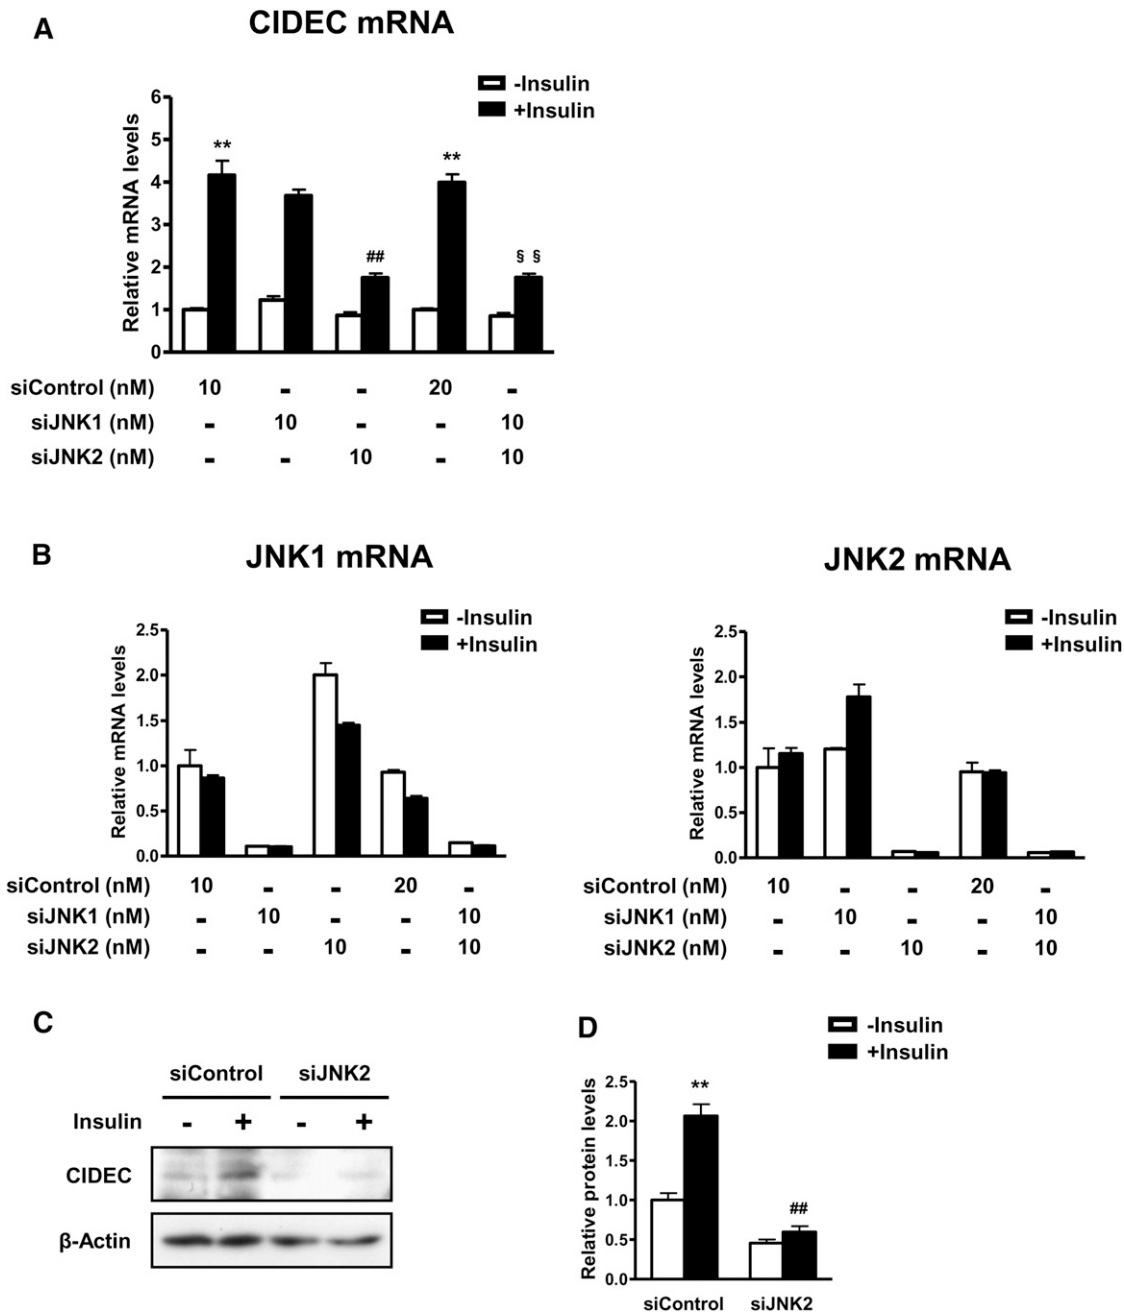 A
CIDEC mRNA
-Insulin
+Insulin
Relative mRNA levels
6
5
4
3
2
1
0
**
##
**
§ §
siControl (nM) 10 - - 20 -
siJNK1 (nM) - 10 - - 10
siJNK2 (nM) - - 10 - 10
B
JNK1 mRNA
-Insulin
+Insulin
Relative mRNA levels
2.5
2.0
1.5
1.0
0.5
0.0
siControl (nM) 10 - - 20 -
siJNK1 (nM) - 10 - - 10
siJNK2 (nM) - - 10 - 10
JNK2 mRNA
-Insulin
+Insulin
Relative mRNA levels
2.5
2.0
1.5
1.0
0.5
0.0
siControl (nM) 10 - - 20 -
siJNK1 (nM) - 10 - - 10
siJNK2 (nM) - - 10 - 10
C
siControl siJNK2
Insulin - + - +
CIDEC
β-Actin
D
-Insulin
+Insulin
Relative protein levels
2.5
2.0
1.5
1.0
0.5
0.0
**
##
siControl siJNK2